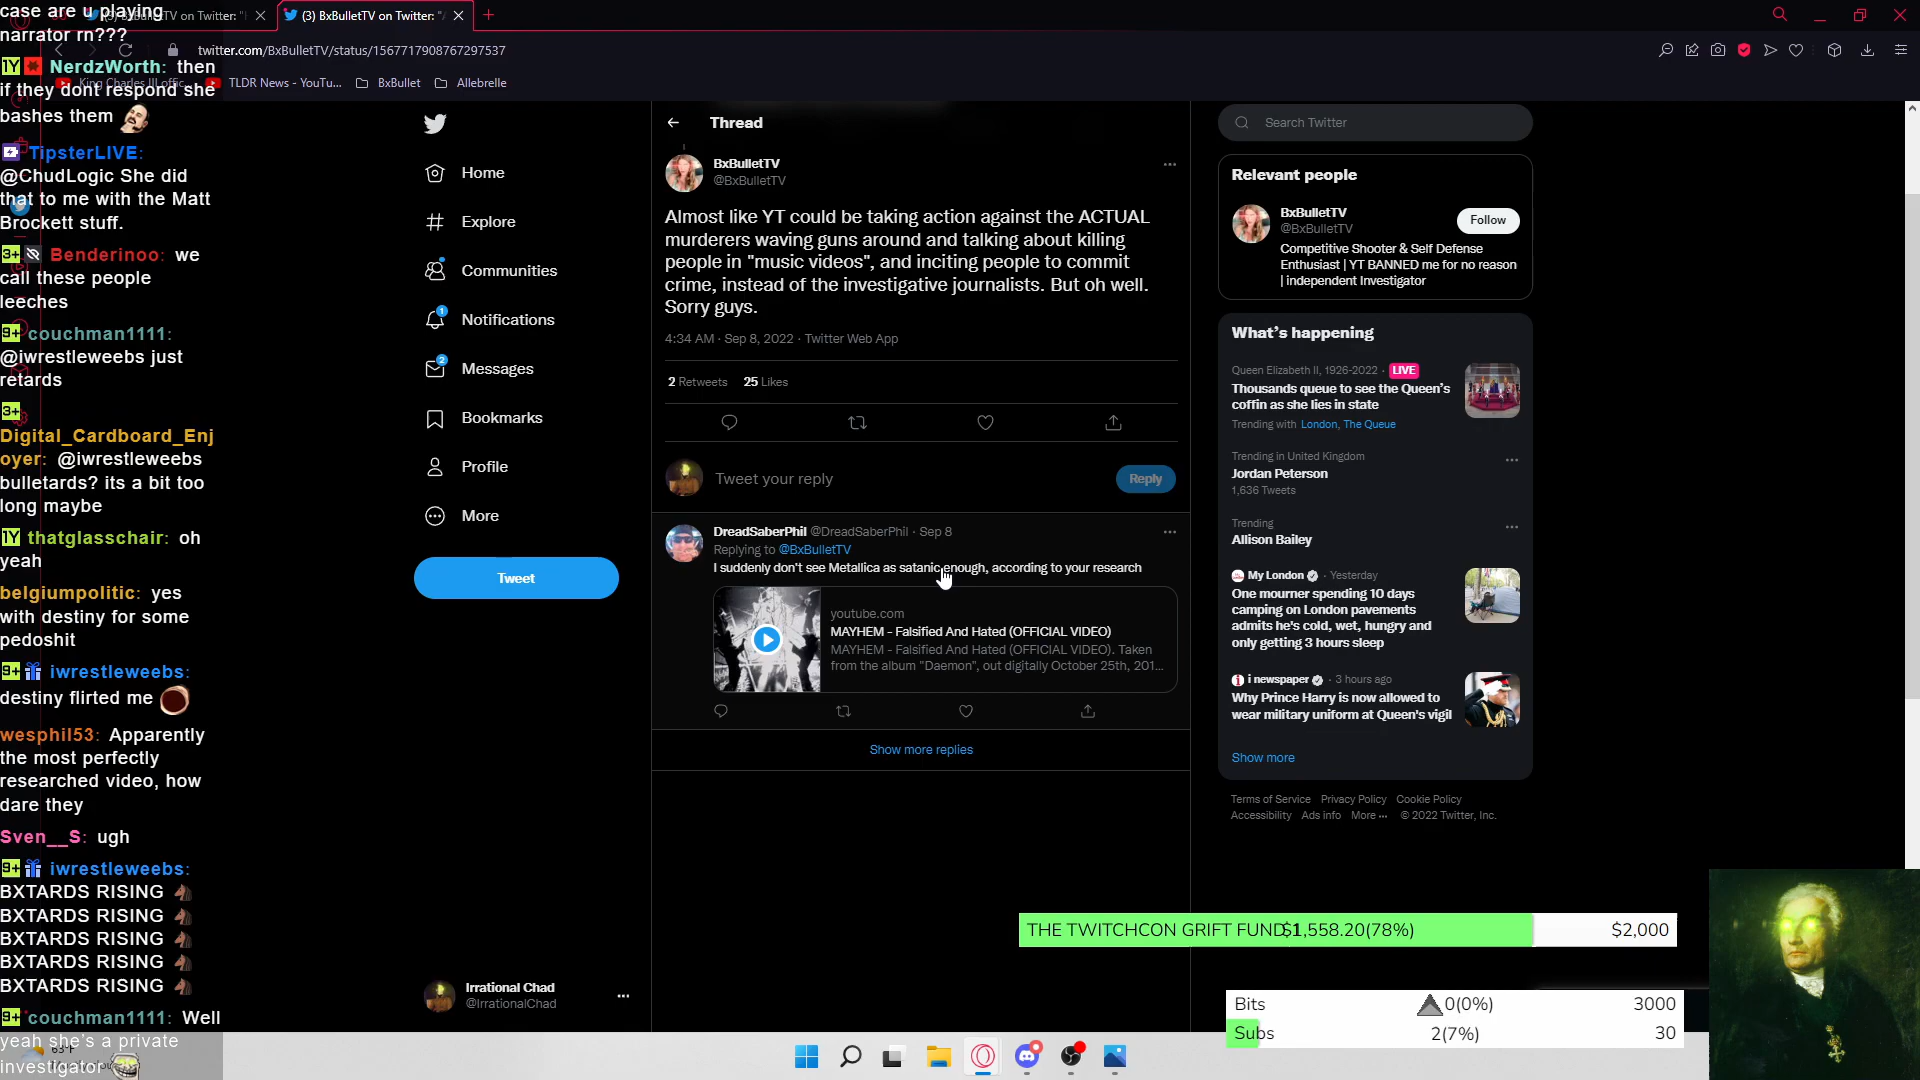 case are u playing
narrator rn???
NerdzWorth: then
if they dont respond she
bashes them
TipsterLIVE:
@ChudLogic She did
that to me with the Matt
Brockett stuff.
3+ Benderinoo: we
call these people
leeches
9+ couchman1111:
@iwrestleweebs just
retards
3+
Digital_Cardboard_Enj
oyer: @iwrestleweebs
bulletards? its a bit too
long maybe
1Y thatglasschair: oh
yeah
belgiumpolitic: yes
with destiny for some
pedoshit
9+ iwrestleweebs:
destiny flirted me
wesphil53: Apparently
the most perfectly
researched video, how
dare they
Sven__S: ugh
9+ iwrestleweebs:
BXTARDS RISING
BXTARDS RISING
BXTARDS RISING
BXTARDS RISING
BXTARDS RISING
9+ couchman1111: Well
yeah she's a private
investigator
63°F
(3) BxBulletTV on Twitter: "
twitter.com/BxBulletTV/status/1567717908767297537
King Charles III offic...
TLDR News - YouTu...
BxBullet
Allebrelle
Home
Explore
Communities
1
Notifications
2
Messages
Bookmarks
Profile
More
Tweet
Irrational Chad
@IrrationalChad
Thread
BxBulletTV
@BxBulletTV
Almost like YT could be taking action against the ACTUAL
murderers waving guns around and talking about killing
people in "music videos", and inciting people to commit
crime, instead of the investigative journalists. But oh well.
Sorry guys.
4:34 AM · Sep 8, 2022 · Twitter Web App
2 Retweets 25 Likes
Tweet your reply
Reply
DreadSaberPhil @DreadSaberPhil · Sep 8
Replying to @BxBulletTV
I suddenly don't see Metallica as satanic enough, according to your research
youtube.com
MAYHEM - Falsified And Hated (OFFICIAL VIDEO)
MAYHEM - Falsified And Hated (OFFICIAL VIDEO). Taken
from the album "Daemon", out digitally October 25th, 201...
Show more replies
Search Twitter
Relevant people
BxBulletTV
@BxBulletTV
Follow
Competitive Shooter & Self Defense
Enthusiast | YT BANNED me for no reason
| independent Investigator
What's happening
Queen Elizabeth II, 1926-2022 · LIVE
Thousands queue to see the Queen's
coffin as she lies in state
Trending with London, The Queue
Trending in United Kingdom
Jordan Peterson
1,636 Tweets
Trending
Allison Bailey
My London · Yesterday
One mourner spending 10 days
camping on London pavements
admits he's cold, wet, hungry and
only getting 3 hours sleep
i newspaper · 3 hours ago
Why Prince Harry is now allowed to
wear military uniform at Queen's vigil
Show more
Terms of Service Privacy Policy Cookie Policy
Accessibility Ads info More ··· © 2022 Twitter, Inc.
THE TWITCHCON GRIFT FUND $1,558.20(78%) $2,000
Bits 0(0%) 3000
Subs 2(7%) 30